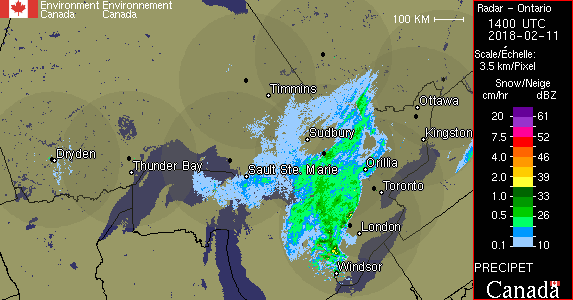 Environment Environnement
Canada Canada
100 KM
Timmins
Ottawa
Sudbury
Kingston
Dryden
Thunder Bay
Sault Ste. Marie
Orillia
Toronto
London
Windsor
Radar - Ontario
1400 UTC
2018-02-11
Scale/Échelle:
3.5 km/Pixel
Snow/Neige
cm/hr dBZ
20 61
7.5 52
4.0 46
2.0 39
1.0 33
0.5 26
0.1 10
PRECIPET
Canada